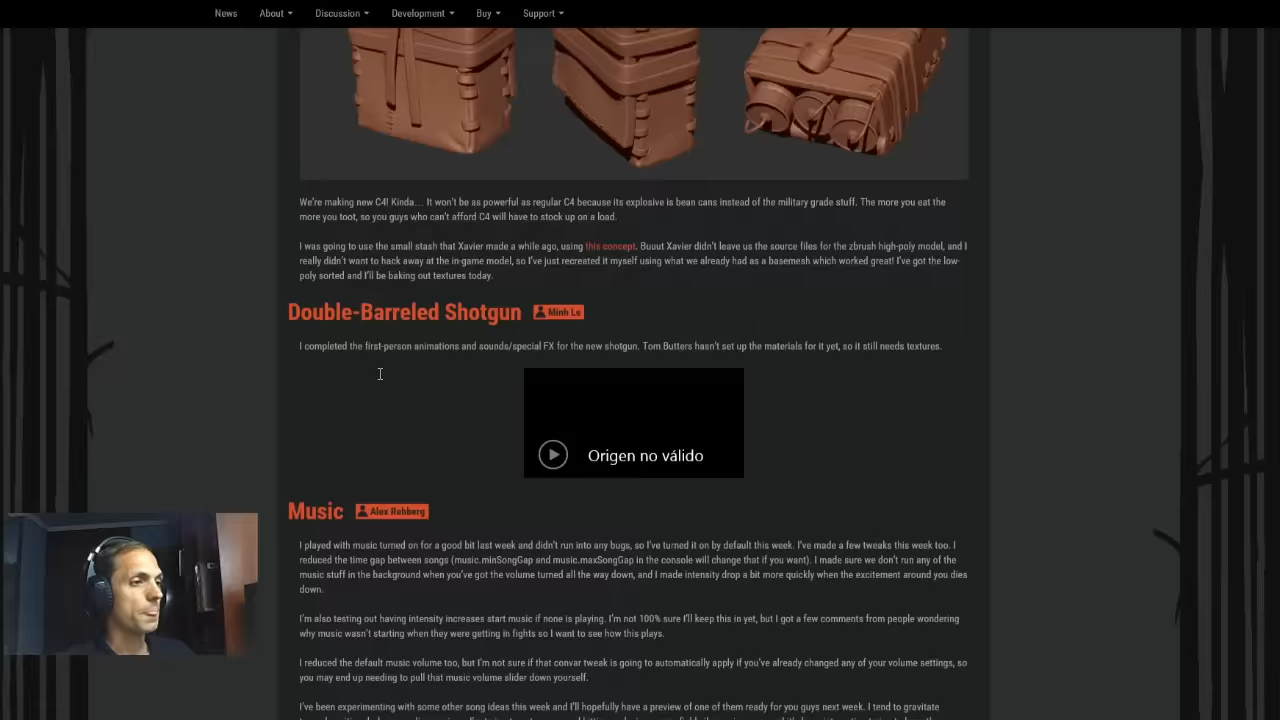 News About Discussion Development Buy Support
We're making new C4! Kinda... It won't be as powerful as regular C4 because its explosive is bean cans instead of the military grade stuff. The more you eat the
more you toot, so you guys who can't afford C4 will have to stock up on a load.
I was going to use the small stash that Xavier made a while ago, using this concept. Buuut Xavier didn't leave us the source files for the zbrush high-poly model, and I
really didn't want to hack away at the in-game model, so I've just recreated it myself using what we already had as a basemesh which worked great! I've got the low-
poly sorted and I'll be baking out textures today.
Double-Barreled Shotgun Minh Le
I completed the first-person animations and sounds/special FX for the new shotgun. Tom Butters hasn't set up the materials for it yet, so it still needs textures.
Origen no válido
Music Alex Rehberg
I played with music turned on for a good bit last week and didn't run into any bugs, so I've turned it on by default this week. I've made a few tweaks this week too. I
reduced the time gap between songs (music.minSongGap and music.maxSongGap in the console will change that if you want). I made sure we don't run any of the
music stuff in the background when you've got the volume turned all the way down, and I made intensity drop a bit more quickly when the excitement around you dies
down.
I'm also testing out having intensity increases start music if none is playing. I'm not 100% sure I'll keep this in yet, but I got a few comments from people wondering
why music wasn't starting when they were getting in fights so I want to see how this plays.
I reduced the default music volume too, but I'm not sure if that convar tweak is going to automatically apply if you've already changed any of your volume settings, so
you may end up needing to pull that music volume slider down yourself.
I've been experimenting with some other song ideas this week and I'll hopefully have a preview of one of them ready for you guys next week. I tend to gravitate